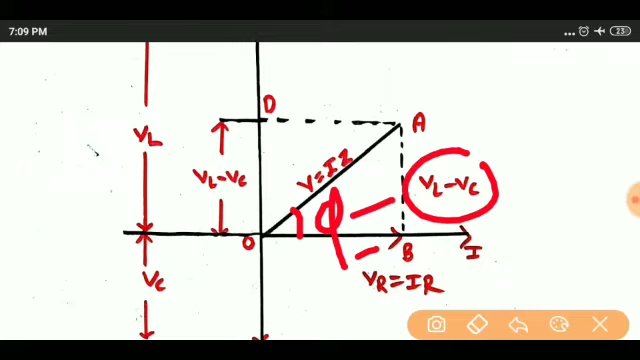 7:09 PM
23
D
A
VL
VL-VC
V=IZ
VL-VC
ϕ
O
B
I
VC
VR=IR